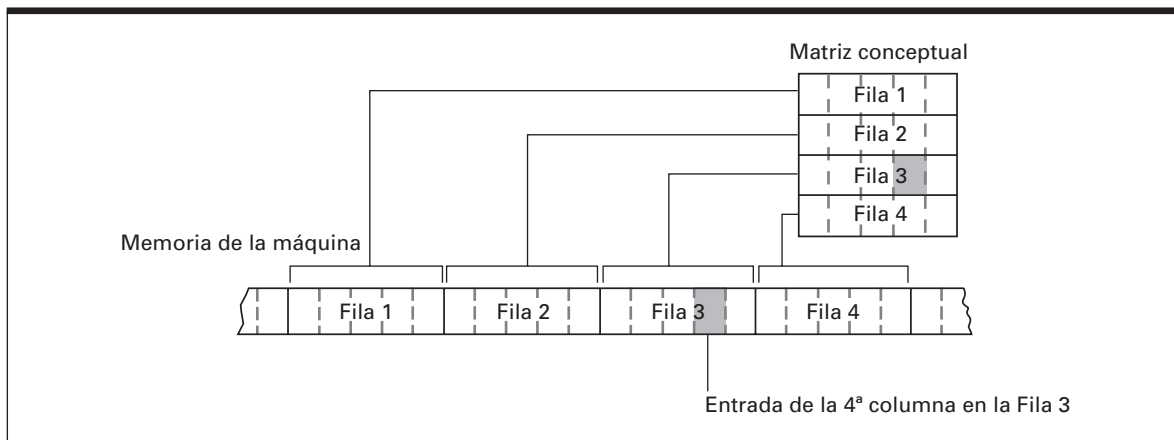 Matriz conceptual
Fila 1
Fila 2
Fila 3
Fila 4
Memoria de la máquina
Fila 1 Fila 2 Fila 3 Fila 4
Entrada de la 4ª columna en la Fila 3